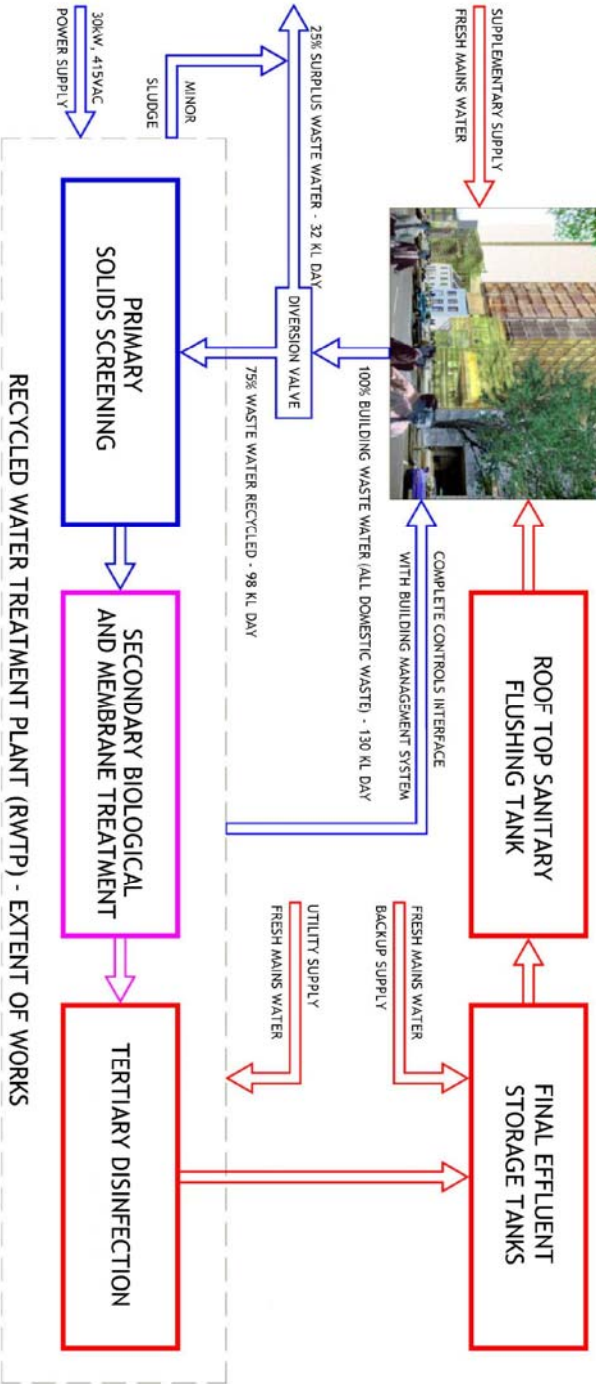 SUPPLEMENTARY SUPPLY
FRESH MAINS WATER
ROOF TOP SANITARY
FLUSHING TANK
FINAL EFFLUENT
STORAGE TANKS
COMPLETE CONTROLS INTERFACE
WITH BUILDING MANAGEMENT SYSTEM
FRESH MAINS WATER
BACKUP SUPPLY
100% BUILDING WASTE WATER (ALL DOMESTIC WASTE) - 130 KL DAY
DIVERSION VALVE
25% SURPLUS WASTE WATER - 32 KL DAY
UTILITY SUPPLY
FRESH MAINS WATER
75% WASTE WATER RECYCLED - 98 KL DAY
MINOR
SLUDGE
30kW, 415VAC
POWER SUPPLY
PRIMARY
SOLIDS SCREENING
SECONDARY BIOLOGICAL
AND MEMBRANE TREATMENT
TERTIARY DISINFECTION
RECYCLED WATER TREATMENT PLANT (RWTP) - EXTENT OF WORKS